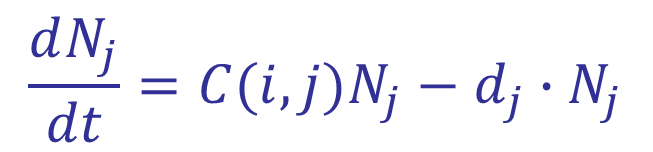 dN_j/dt = C(i,j)N_j − d_j · N_j